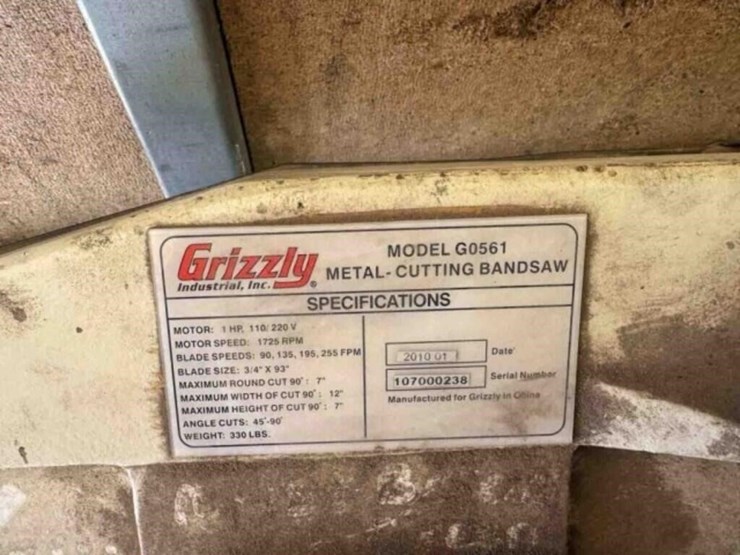 Grizzly®
Industrial, Inc.
MODEL G0561
METAL-CUTTING BANDSAW
SPECIFICATIONS
MOTOR: 1 HP, 110/220 V
MOTOR SPEED: 1725 RPM
BLADE SPEEDS: 90, 135, 195, 255 FPM
BLADE SIZE: 3/4" X 93"
MAXIMUM ROUND CUT 90°: 7"
MAXIMUM WIDTH OF CUT 90°: 12"
MAXIMUM HEIGHT OF CUT 90°: 7"
ANGLE CUTS: 45°-90°
WEIGHT: 330 LBS.
2010 01 Date
107000238 Serial Number
Manufactured for Grizzly in China